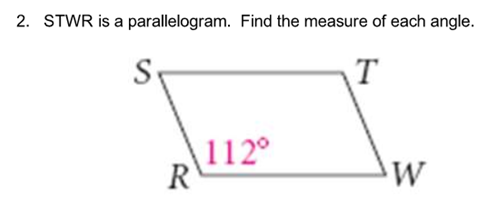 2. STWR is a parallelogram. Find the measure of each angle.
S T
112°
R W